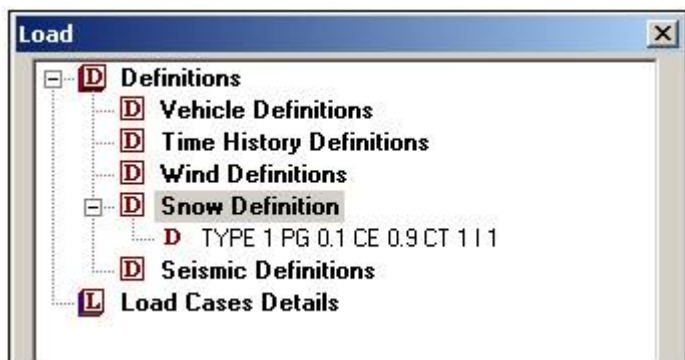 Load
D Definitions
D Vehicle Definitions
D Time History Definitions
D Wind Definitions
D Snow Definition
D TYPE 1 PG 0.1 CE 0.9 CT 1 I 1
D Seismic Definitions
L Load Cases Details